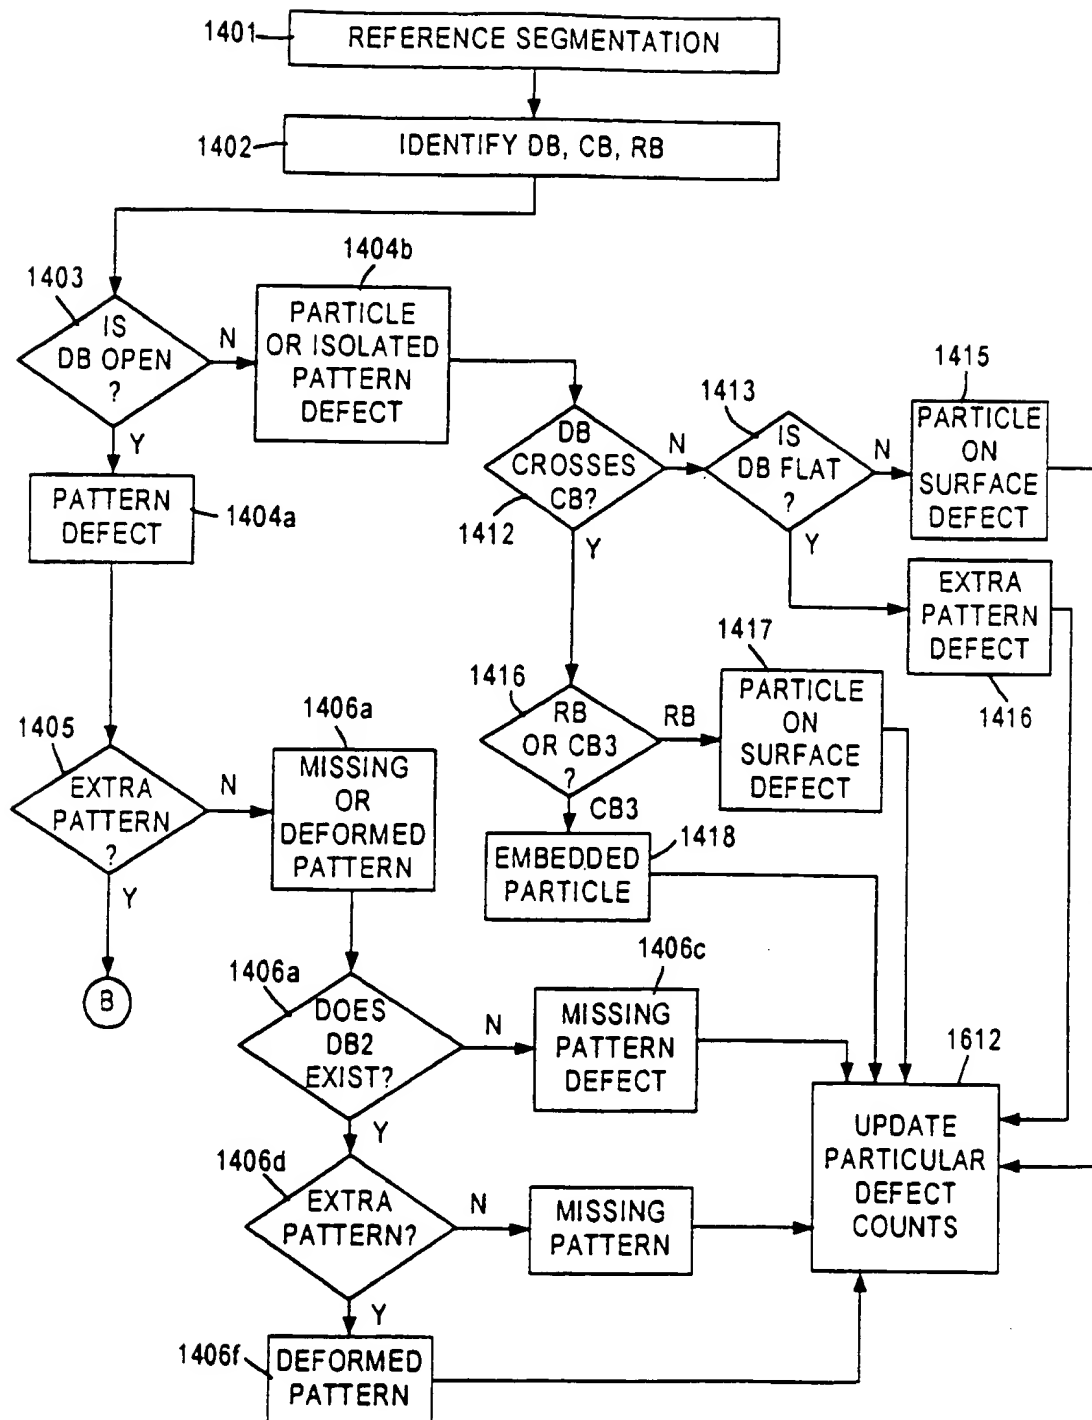 1401
REFERENCE SEGMENTATION
1402
IDENTIFY DB, CB, RB
1403
IS
DB OPEN
?
N
Y
1404b
PARTICLE
OR ISOLATED
PATTERN
DEFECT
PATTERN
DEFECT
1404a
DB
CROSSES
CB?
1412
N
Y
1413
IS
DB FLAT
?
N
Y
1415
PARTICLE
ON
SURFACE
DEFECT
EXTRA
PATTERN
DEFECT
1416
1416
RB
OR CB3
?
RB
CB3
1417
PARTICLE
ON
SURFACE
DEFECT
1418
EMBEDDED
PARTICLE
1405
EXTRA
PATTERN
?
N
Y
B
1406a
MISSING
OR
DEFORMED
PATTERN
1406a
DOES
DB2
EXIST?
N
Y
1406c
MISSING
PATTERN
DEFECT
1406d
EXTRA
PATTERN?
N
Y
MISSING
PATTERN
1406f
DEFORMED
PATTERN
1612
UPDATE
PARTICULAR
DEFECT
COUNTS